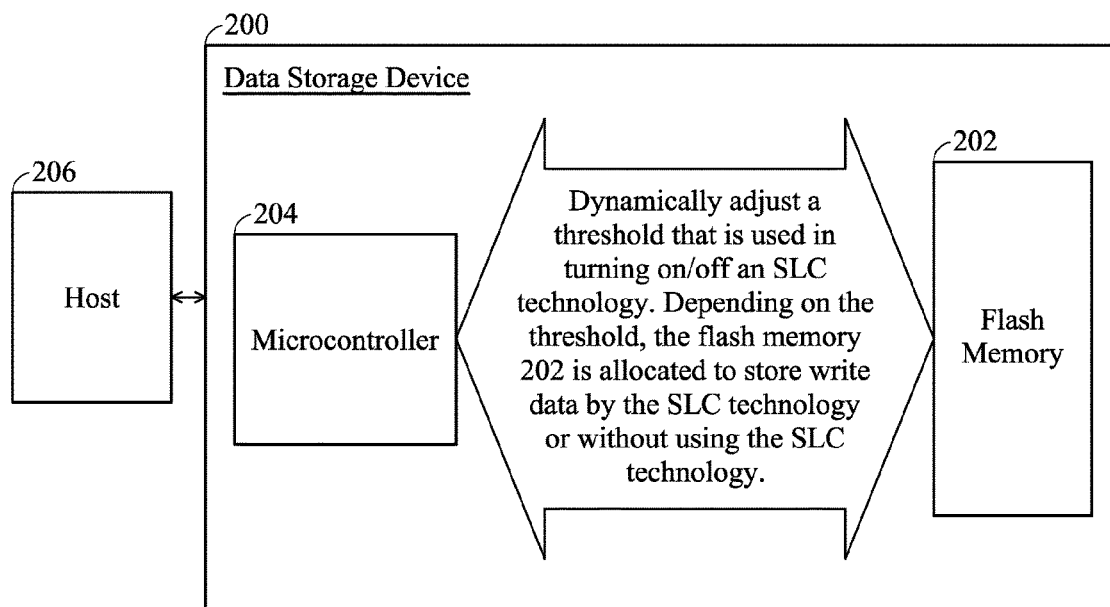 200
Data Storage Device
206
Host
204
Microcontroller
Dynamically adjust a
threshold that is used in
turning on/off an SLC
technology. Depending on the
threshold, the flash memory
202 is allocated to store write
data by the SLC technology
or without using the SLC
technology.
202
Flash
Memory